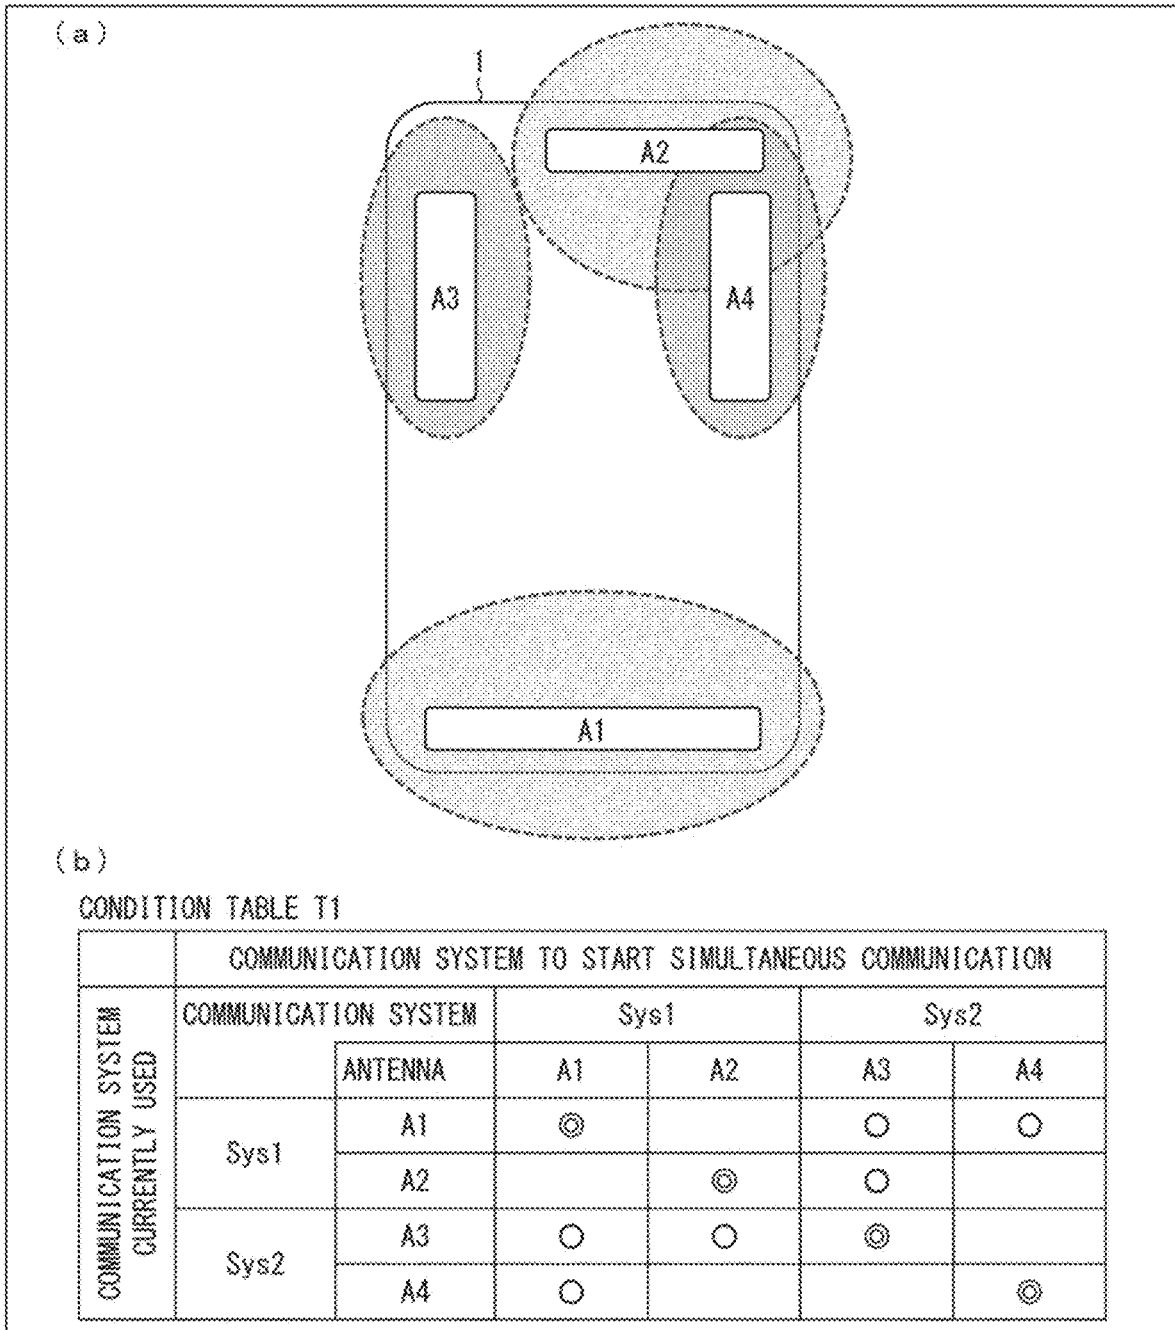 (a)
1
A2
A3
A4
A1
(b)
CONDITION TABLE T1
COMMUNICATION SYSTEM TO START SIMULTANEOUS COMMUNICATION
COMMUNICATION SYSTEM
CURRENTLY USED
COMMUNICATION SYSTEM Sys1 Sys2
ANTENNA A1 A2 A3 A4
Sys1
A1 ◎ ○ ○
A2 ◎ ○
Sys2
A3 ○ ○ ◎
A4 ○ ◎